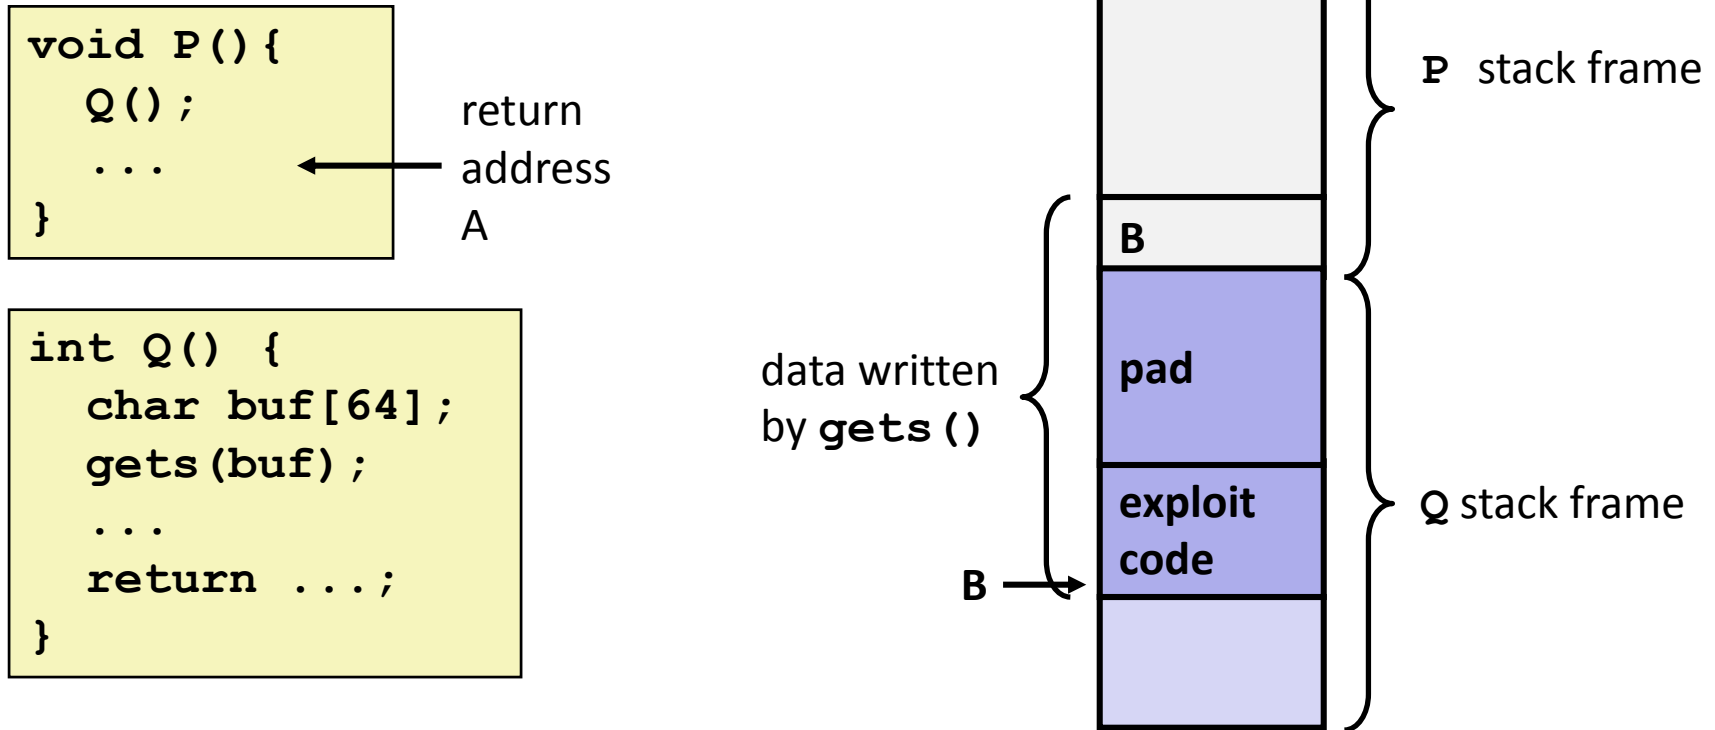 void P(){
  Q();
  ...
}
return
address
A
int Q() {
  char buf[64];
  gets(buf);
  ...
  return ...;
}
data written
by gets()
B
B
pad
exploit
code
P stack frame
Q stack frame